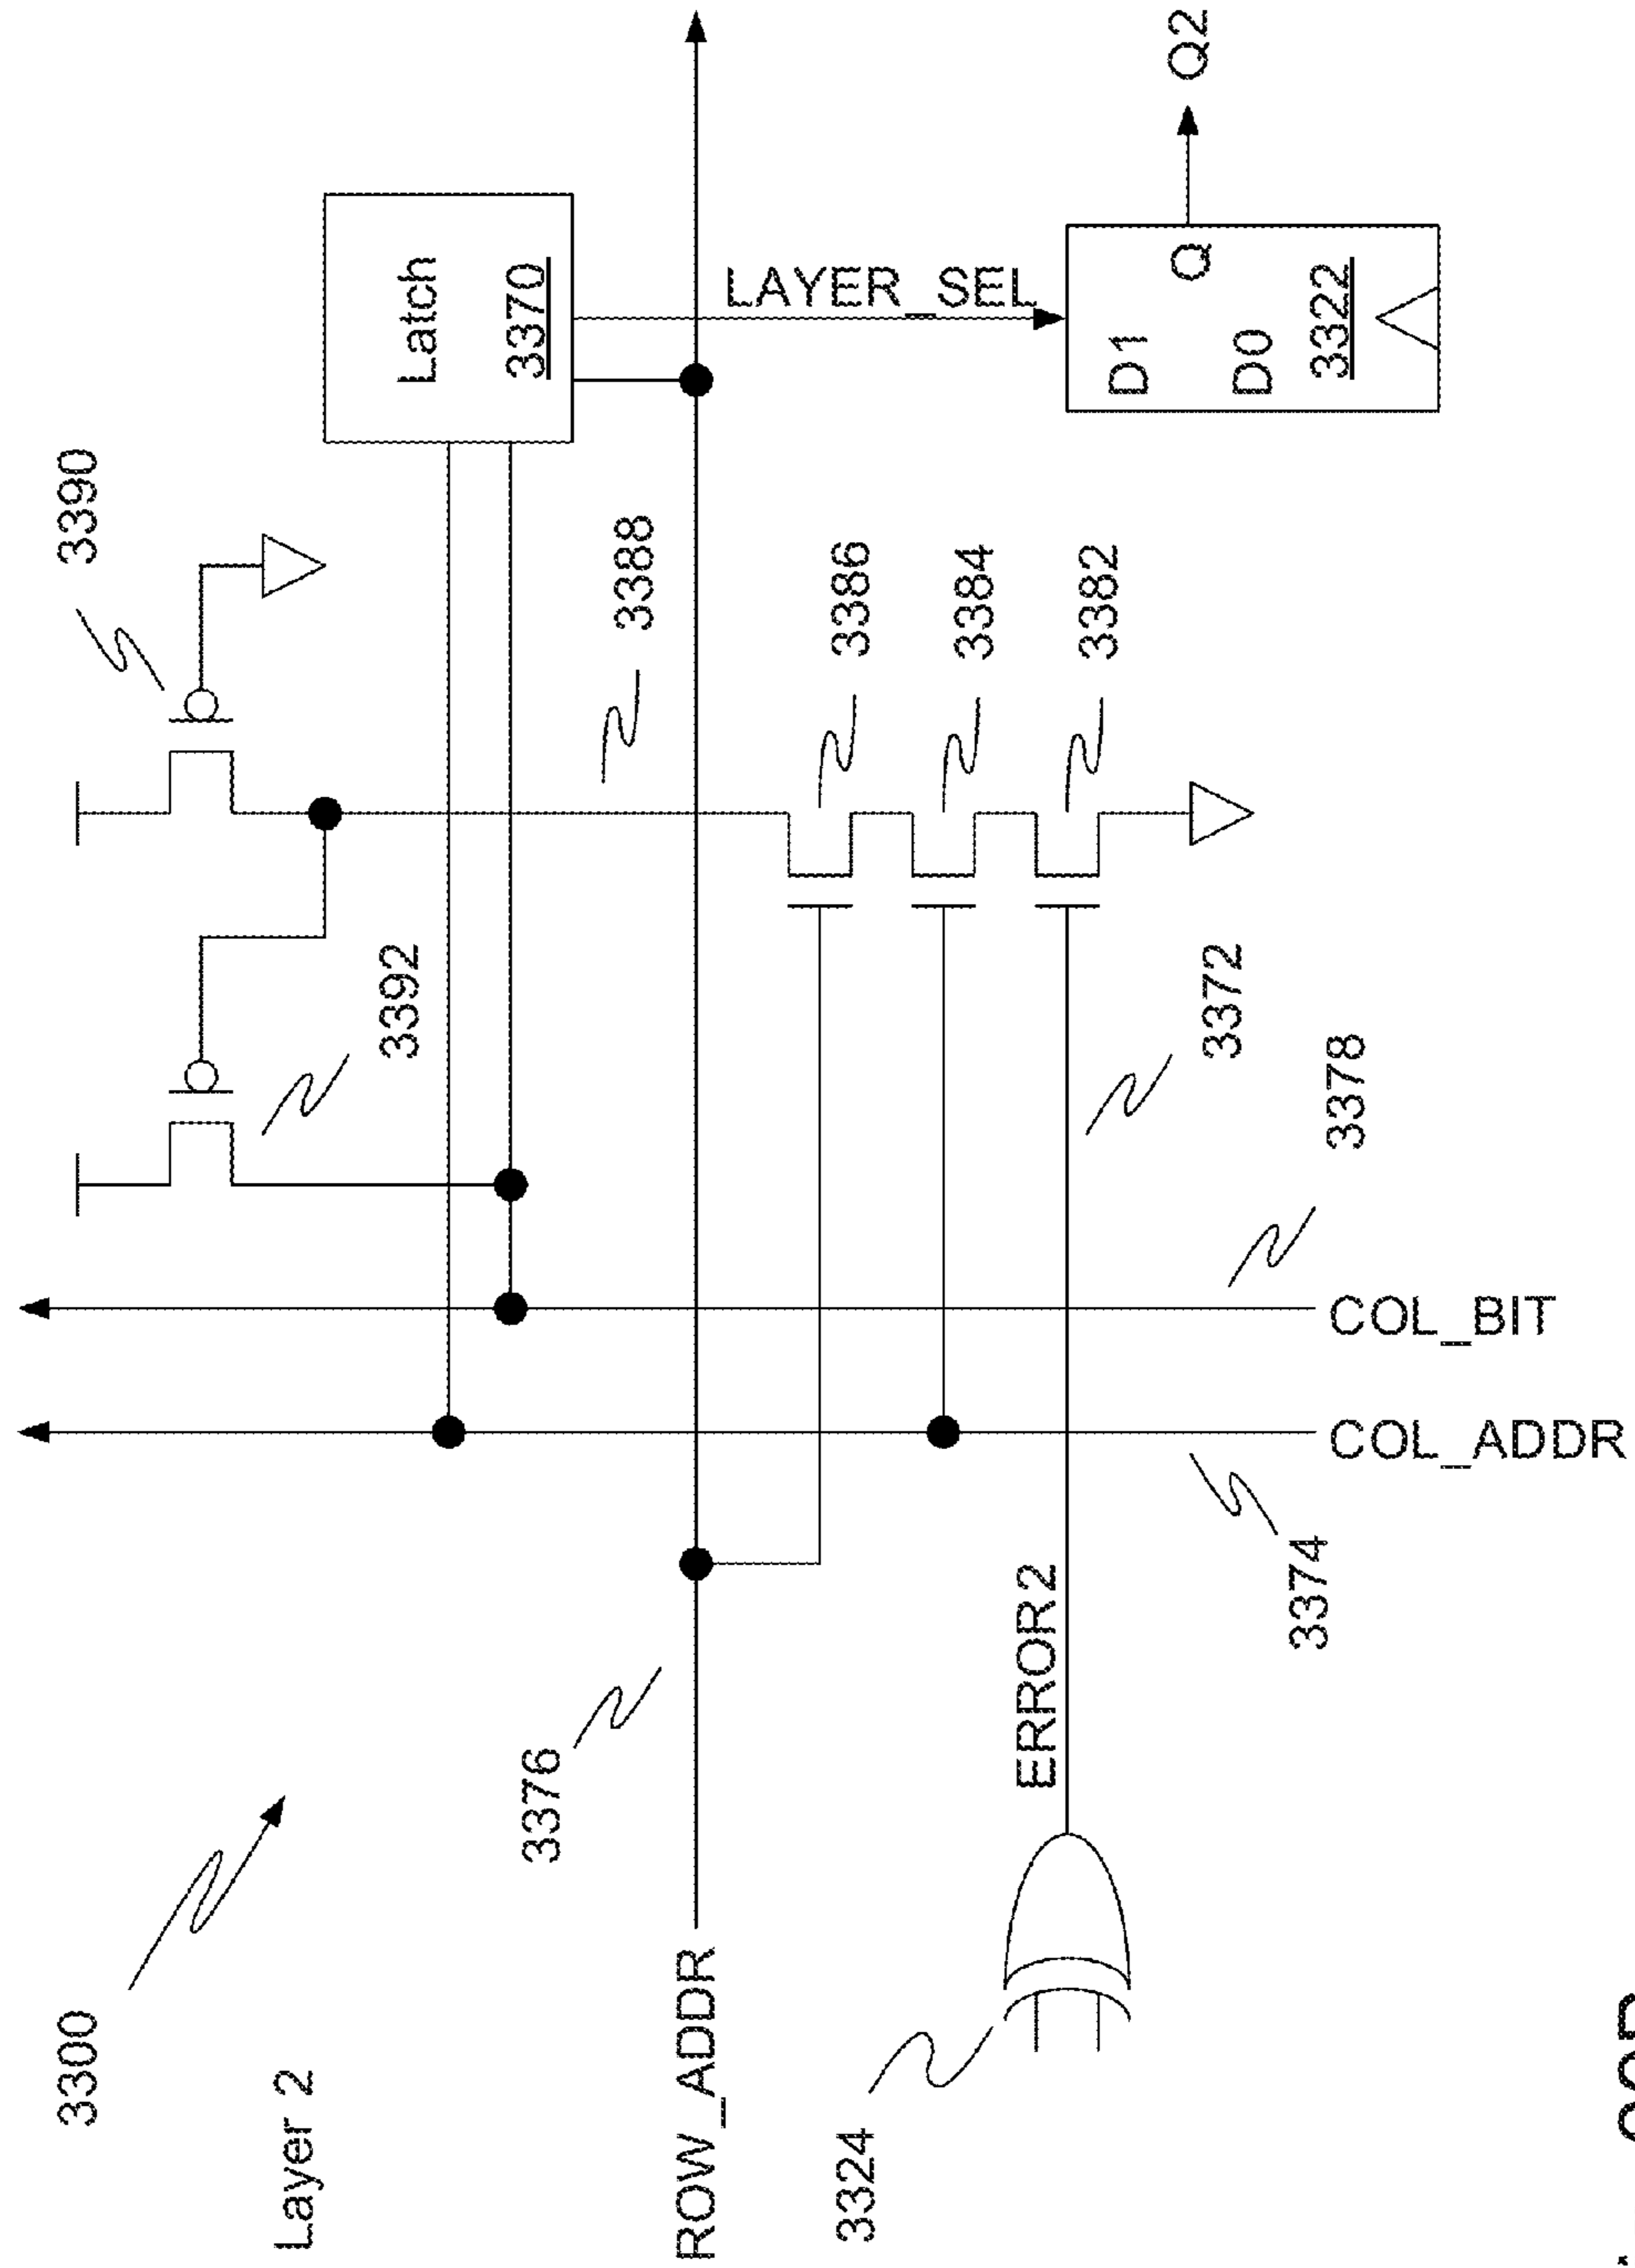 3300
Layer 2
3390
3392
Latch
3370
3388
3376
ROW_ADDR
LAYER_SEL
3386
3384
3382
3324
ERROR2
3372
D1
Q
D0
3322
Q2
3378
3374
COL_BIT
COL_ADDR